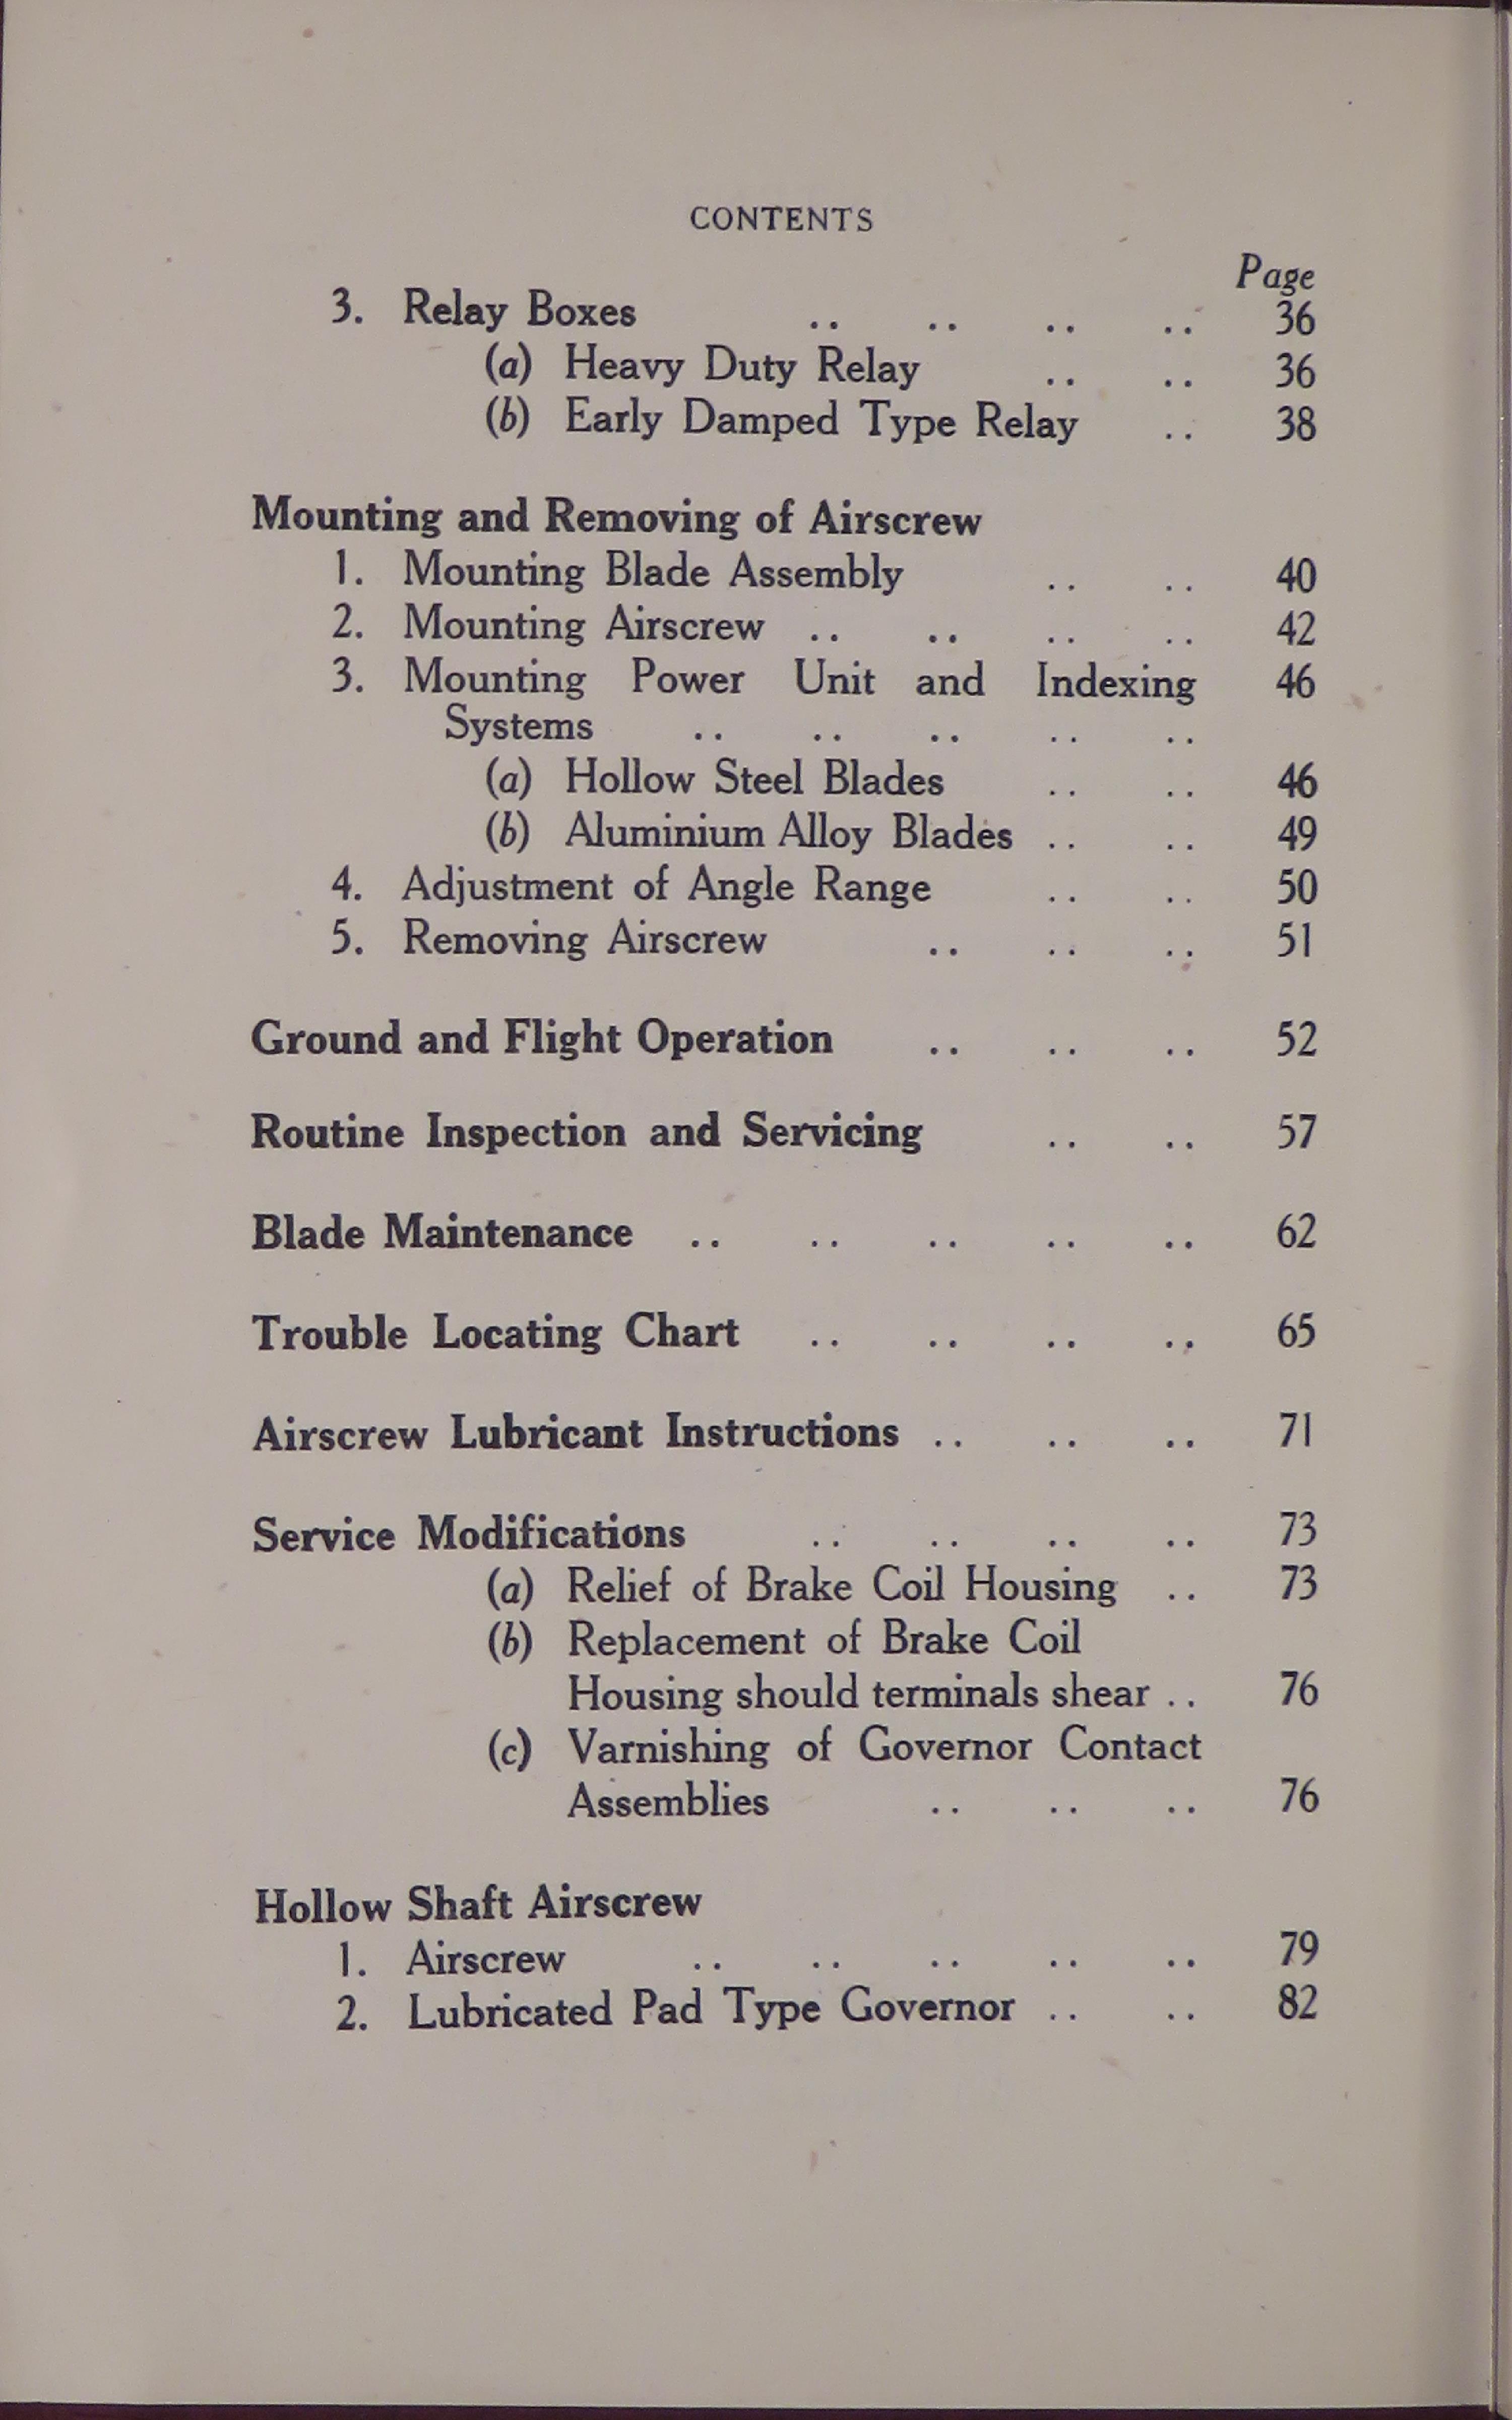 CONTENTS
Page
3. Relay Boxes .. .. .. .. 36
(a) Heavy Duty Relay .. .. 36
(b) Early Damped Type Relay .. 38
Mounting and Removing of Airscrew
1. Mounting Blade Assembly .. .. 40
2. Mounting Airscrew .. .. .. .. 42
3. Mounting Power Unit and Indexing 46
Systems .. .. .. .. ..
(a) Hollow Steel Blades .. .. 46
(b) Aluminium Alloy Blades .. .. 49
4. Adjustment of Angle Range .. .. 50
5. Removing Airscrew .. .. .. 51
Ground and Flight Operation .. .. .. 52
Routine Inspection and Servicing .. .. 57
Blade Maintenance .. .. .. .. .. 62
Trouble Locating Chart .. .. .. .. 65
Airscrew Lubricant Instructions .. .. .. 71
Service Modifications .. .. .. .. 73
(a) Relief of Brake Coil Housing .. 73
(b) Replacement of Brake Coil
Housing should terminals shear .. 76
(c) Varnishing of Governor Contact
Assemblies .. .. .. 76
Hollow Shaft Airscrew
1. Airscrew .. .. .. .. .. 79
2. Lubricated Pad Type Governor .. .. 82